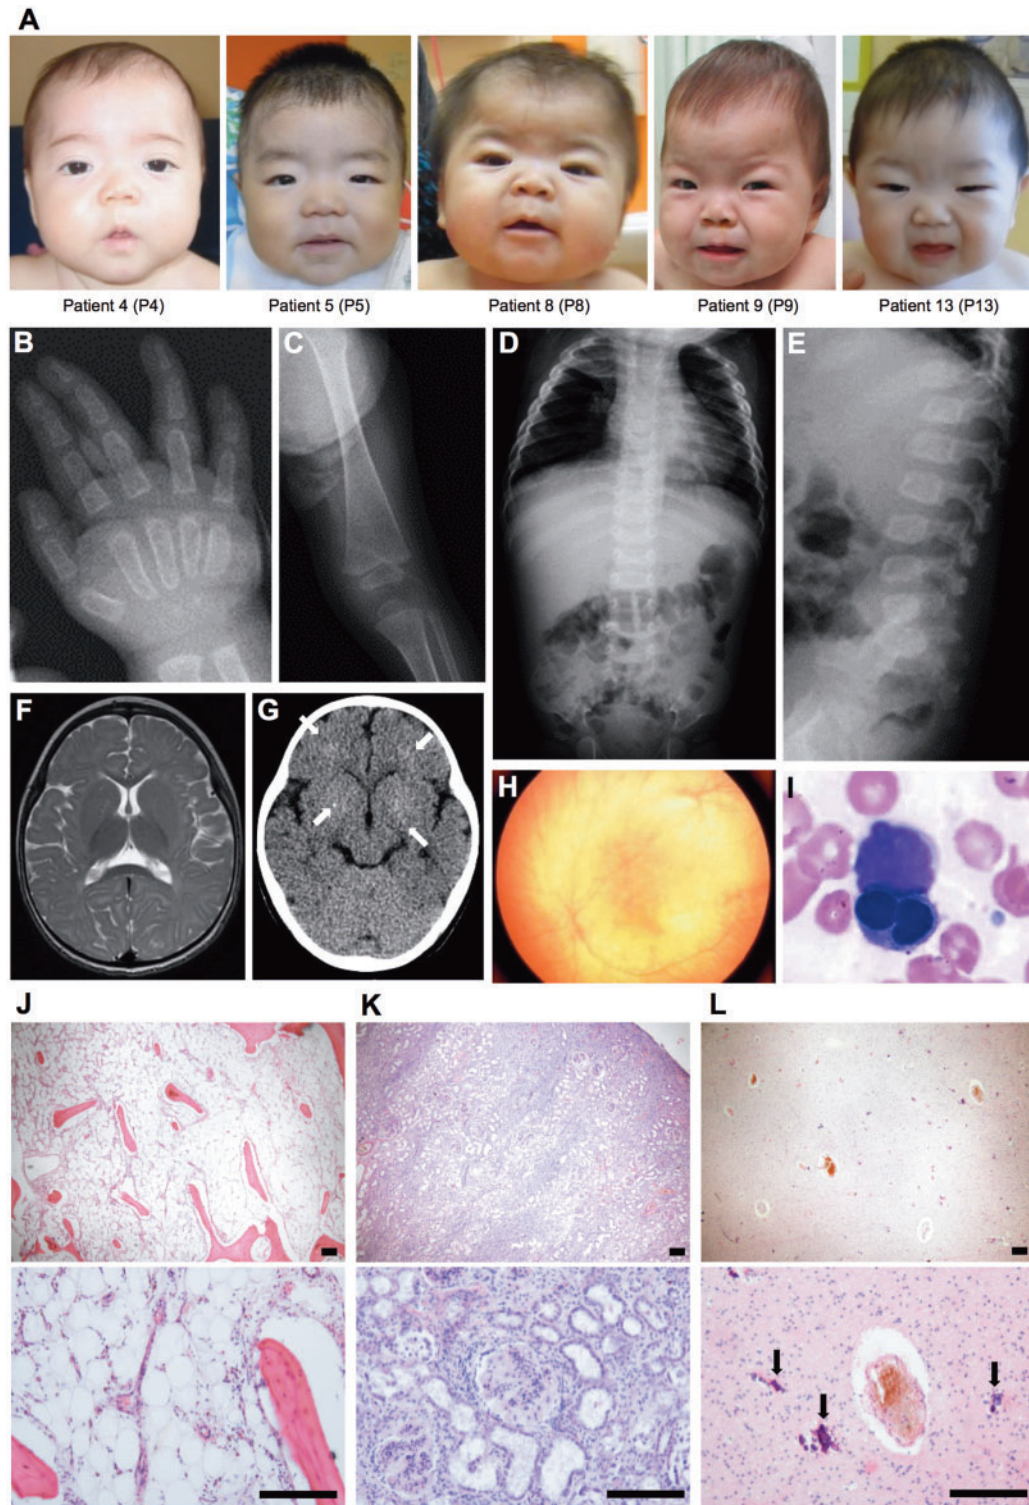 A
Patient 4 (P4)
Patient 5 (P5)
Patient 8 (P8)
Patient 9 (P9)
Patient 13 (P13)
B
C
D
E
F
G
H
I
J
K
L